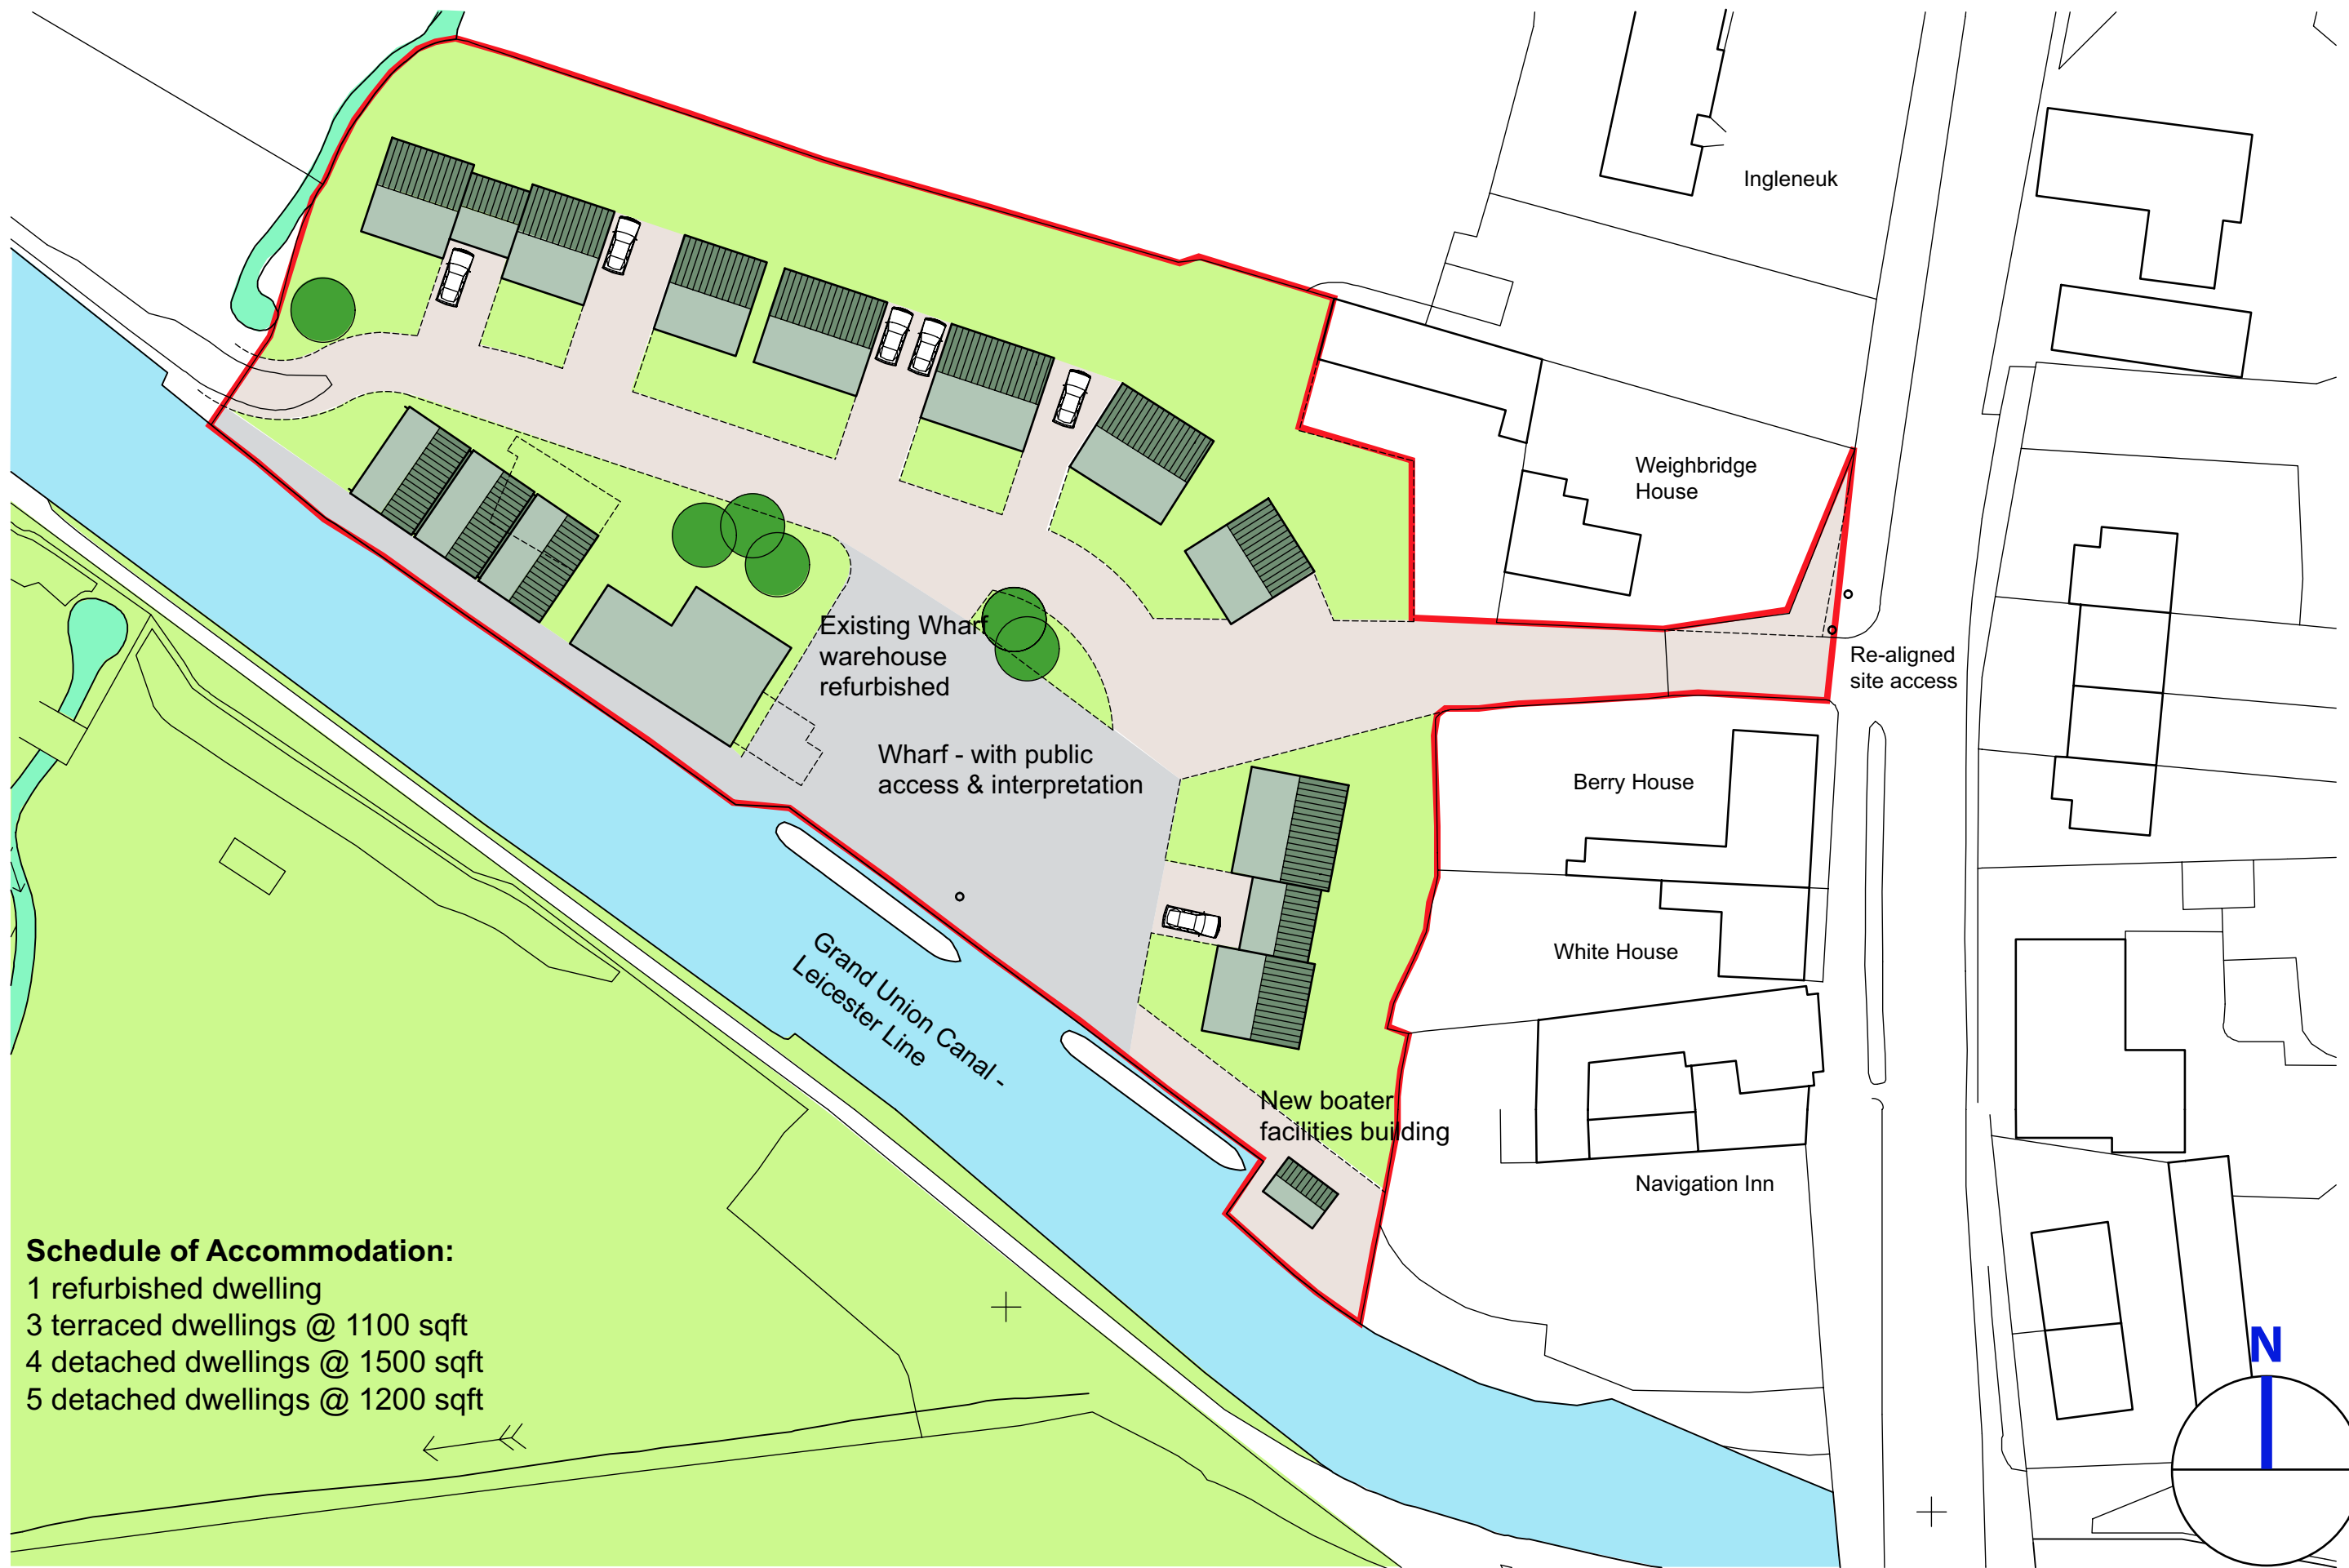 Ingleneuk
Weighbridge
House
Existing Wharf
warehouse
refurbished
Re-aligned
site access
Wharf - with public
access & interpretation
Berry House
White House
Grand Union Canal -
Leicester Line
New boater
facilities building
Navigation Inn
Schedule of Accommodation:
1 refurbished dwelling
3 terraced dwellings @ 1100 sqft
4 detached dwellings @ 1500 sqft
5 detached dwellings @ 1200 sqft
N